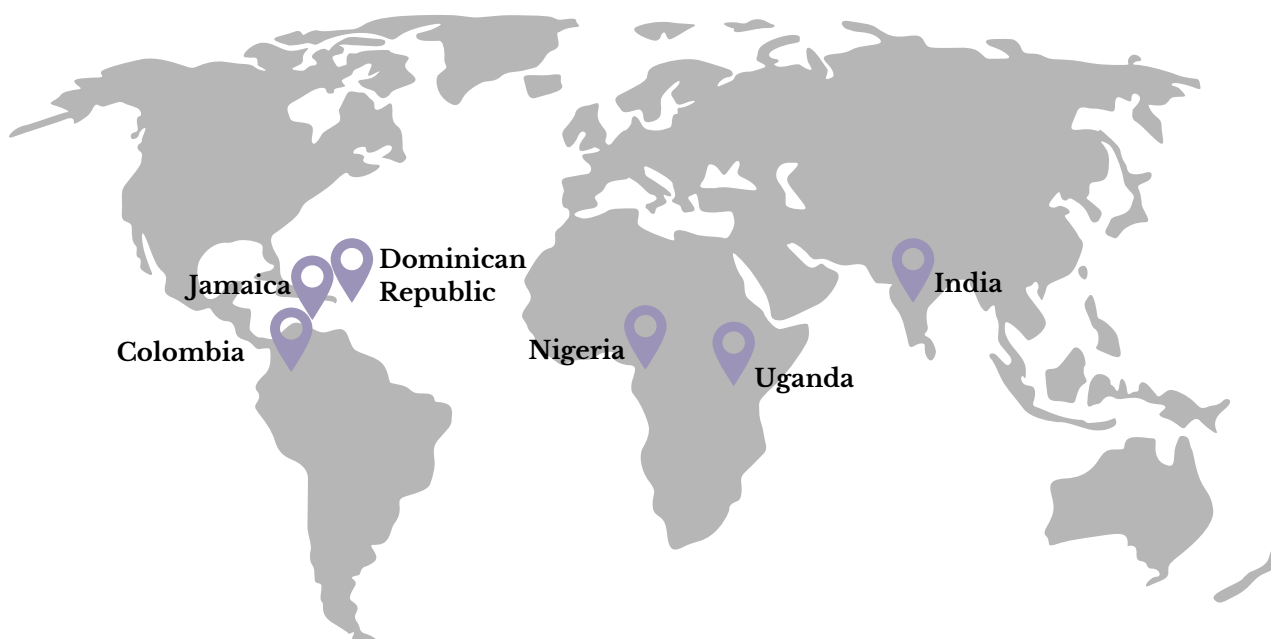 Dominican
Republic
Jamaica
India
Colombia
Nigeria
Uganda